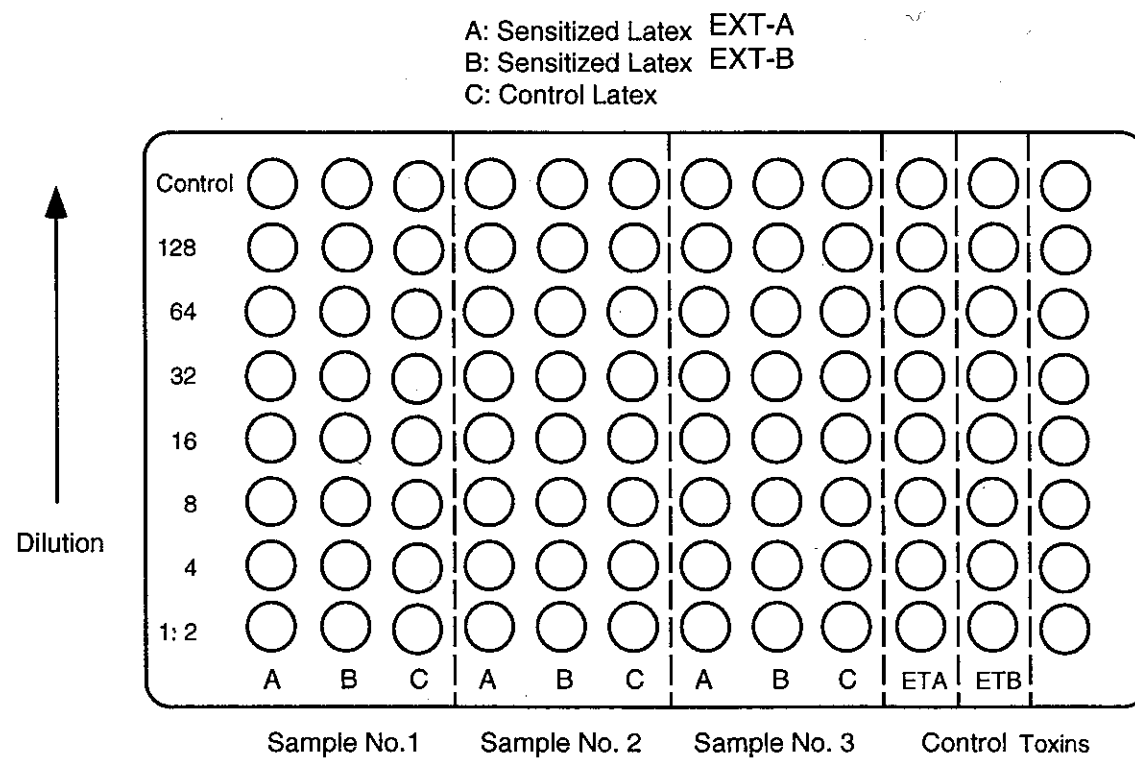 A: Sensitized Latex EXT-A
B: Sensitized Latex EXT-B
C: Control Latex
Control
128
64
32
16
8
Dilution
4
1: 2
A B C A B C A B C ETA ETB
Sample No.1 Sample No. 2 Sample No. 3 Control Toxins